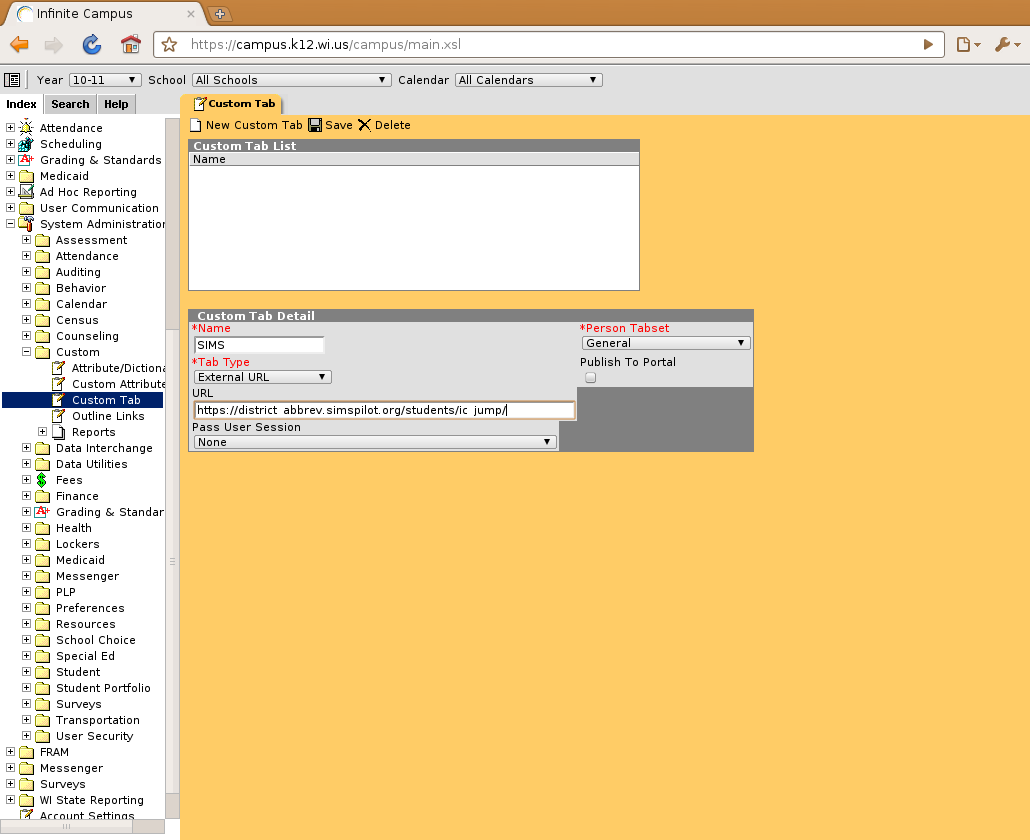 Infinite Campus
https://campus.k12.wi.us/campus/main.xsl
Year 10-11 School All Schools Calendar All Calendars
Index Search Help
Attendance
Scheduling
Grading & Standards
Medicaid
Ad Hoc Reporting
User Communication
System Administration
Assessment
Attendance
Auditing
Behavior
Calendar
Census
Counseling
Custom
Attribute/Dictiona
Custom Attribute
Custom Tab
Outline Links
Reports
Data Interchange
Data Utilities
Fees
Finance
Grading & Standar
Health
Lockers
Medicaid
Messenger
PLP
Preferences
Resources
School Choice
Special Ed
Student
Student Portfolio
Surveys
Transportation
User Security
FRAM
Messenger
Surveys
WI State Reporting
Account Settings
Custom Tab
New Custom Tab Save Delete
Custom Tab List
Name
Custom Tab Detail
*Name *Person Tabset
SIMS General
*Tab Type Publish To Portal
External URL
URL
https://district_abbrev.simspilot.org/students/ic_jump/
Pass User Session
None